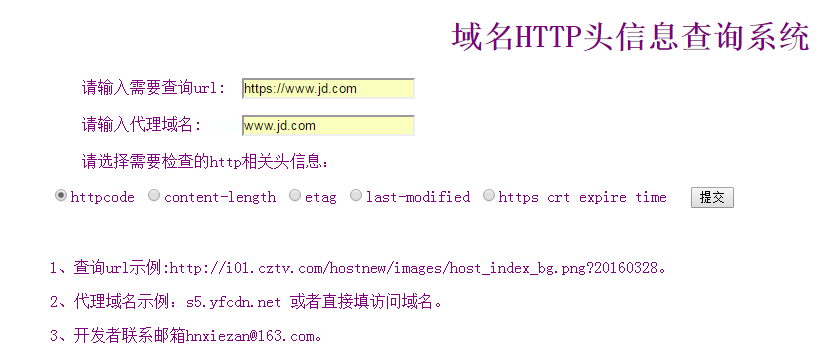 域名HTTP头信息查询系统
请输入需要查询url: https://www.jd.com
请输入代理域名: www.jd.com
请选择需要检查的http相关头信息:
httpcode content-length etag last-modified https crt expire time 提交
1、查询url示例:http://i01.cztv.com/hostnew/images/host_index_bg.png?20160328。
2、代理域名示例: s5.yfcdn.net 或者直接填访问域名。
3、开发者联系邮箱hnxiezan@163.com。